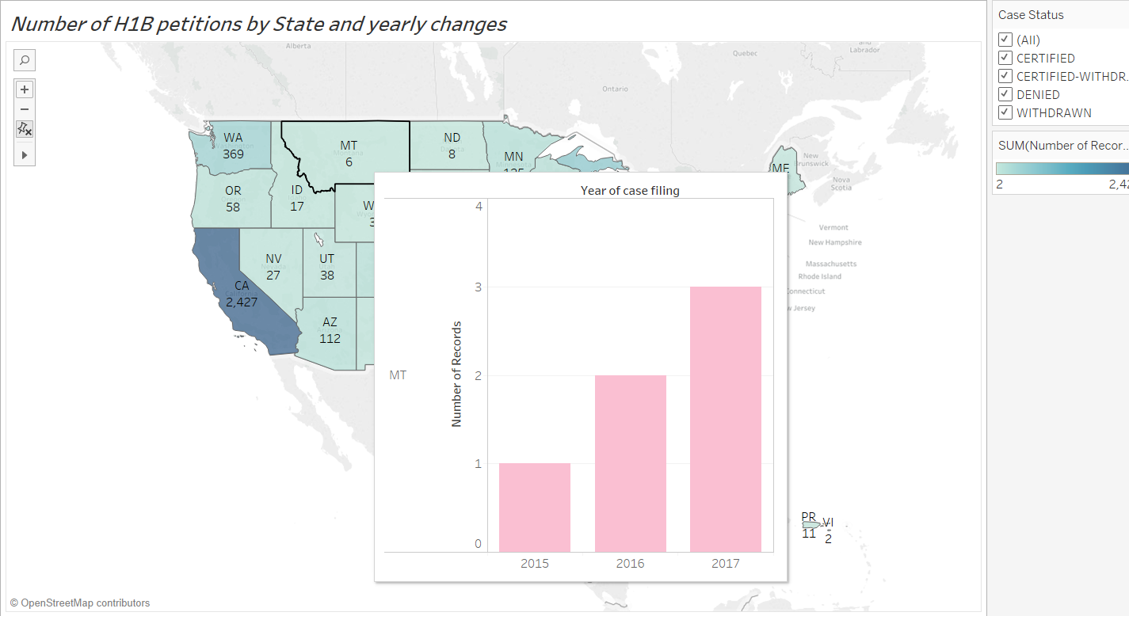 Number of H1B petitions by State and yearly changes
Case Status
(All)
CERTIFIED
CERTIFIED-WITHDR..
DENIED
WITHDRAWN
SUM(Number of Recor..
2
2,42
Alberta
Ontario
Quebec
Labrador
WA
369
MT
6
ND
8
MN
OR
58
ID
17
ME
New
Brunswick
Nova
Scotia
NV
27
UT
38
CA
2,427
AZ
112
Vermont
New Hampshire
Massachusetts
Rhode Island
Connecticut
w Jersey
PR
11
VI
2
Year of case filing
MT
Number of Records
4
3
2
1
0
2015
2016
2017
© OpenStreetMap contributors